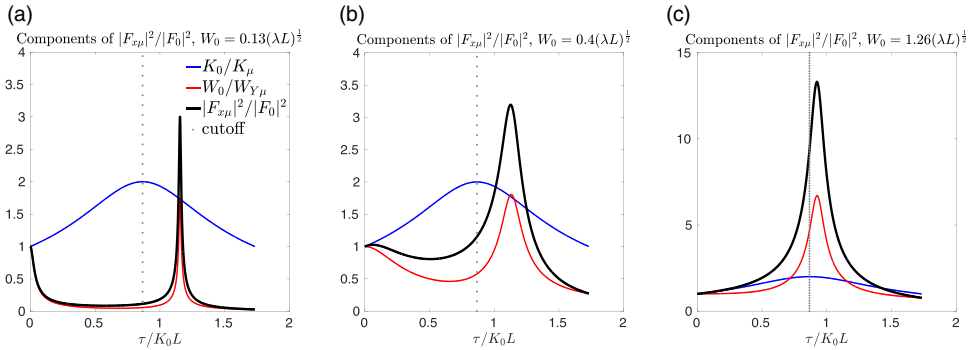 (a)
Components of |F_{xμ}|²/|F_0|², W_0 = 0.13(λL)^{1/2}
4
3.5
3
2.5
2
1.5
1
0.5
0
0
0.5
1
1.5
2
τ/K_0L
K_0/K_μ
W_0/W_{Yμ}
|F_{xμ}|²/|F_0|²
cutoff
(b)
Components of |F_{xμ}|²/|F_0|², W_0 = 0.4(λL)^{1/2}
4
3.5
3
2.5
2
1.5
1
0.5
0
0
0.5
1
1.5
2
τ/K_0L
(c)
Components of |F_{xμ}|²/|F_0|², W_0 = 1.26(λL)^{1/2}
15
10
5
0
0
0.5
1
1.5
2
τ/K_0L